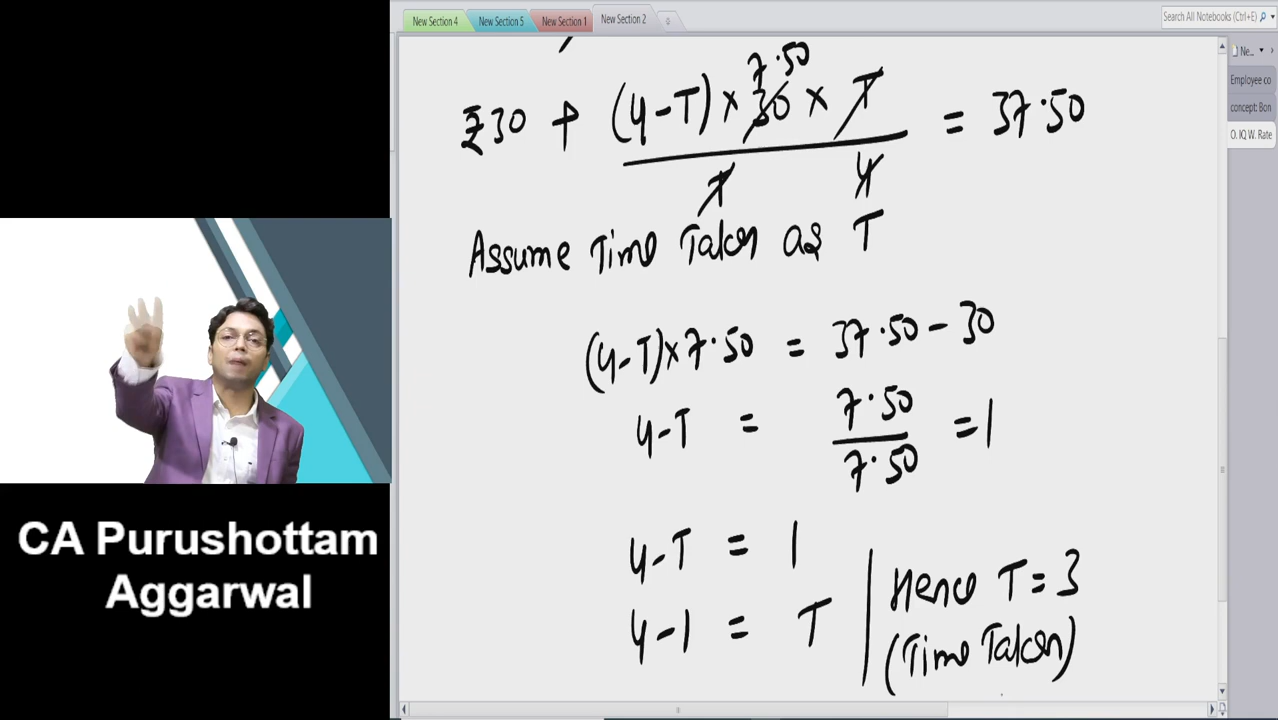 New Section 4 New Section 5 New Section 1 New Section 2
Search All Notebooks (Ctrl+E)
Ne...
Employee co
concept: Bon
O. IQ W. Rate
7.50
₹30 + (4-T) × 30 × T = 37.50
T 4
Assume Time Taken as T
(4-T)×7.50 = 37.50-30
4-T = 7.50 = 1
7.50
4-T = 1
4-1 = T
Hence T=3
(Time Taken)
CA Purushottam
Aggarwal